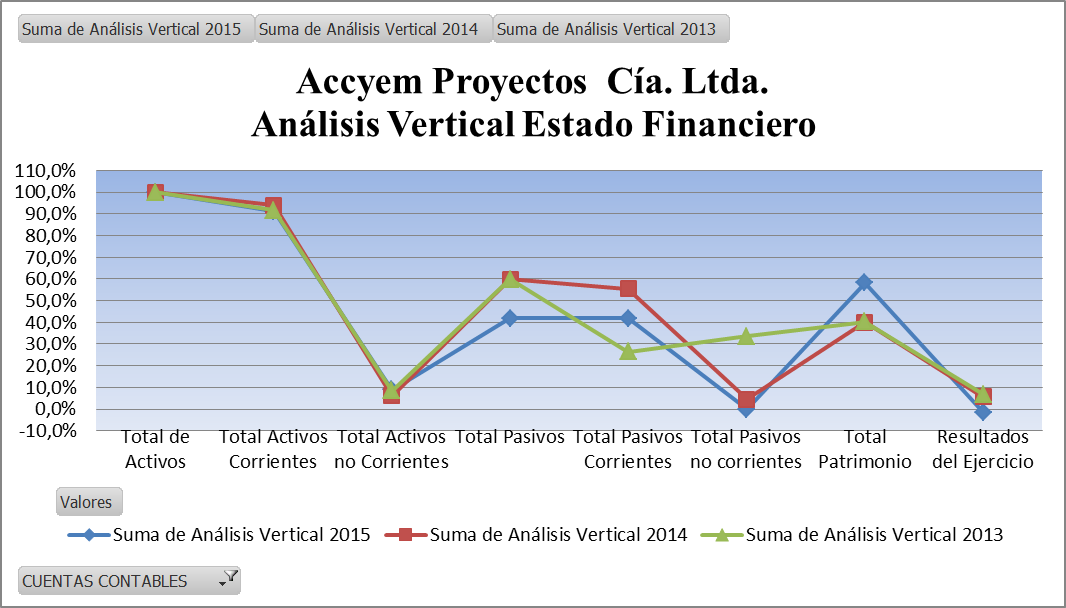 Suma de Análisis Vertical 2015 Suma de Análisis Vertical 2014 Suma de Análisis Vertical 2013
Accyem Proyectos  Cía. Ltda.
Análisis Vertical Estado Financiero
110,0%
100,0%
90,0%
80,0%
70,0%
60,0%
50,0%
40,0%
30,0%
20,0%
10,0%
0,0%
-10,0%
Total de Activos
Total Activos Corrientes
Total Activos no Corrientes
Total Pasivos
Total Pasivos Corrientes
Total Pasivos no corrientes
Total Patrimonio
Resultados del Ejercicio
Valores
Suma de Análisis Vertical 2015 Suma de Análisis Vertical 2014 Suma de Análisis Vertical 2013
CUENTAS CONTABLES